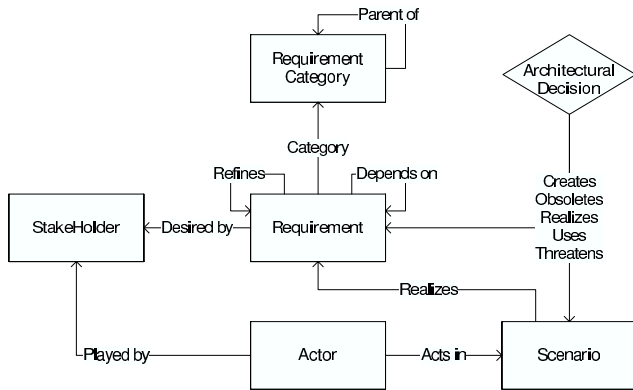 Parent of
Requirement
Category
Architectural
Decision
Category
Refines
Depends on
Creates
Obsoletes
Realizes
Uses
Threatens
StakeHolder
Desired by
Requirement
Realizes
Played by
Actor
Acts in
Scenario